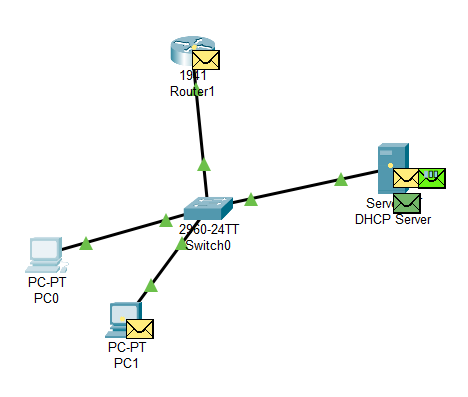 1941
Router1
DHCP Server
2960-24TT
Switch0
PC-PT
PC0
PC-PT
PC1